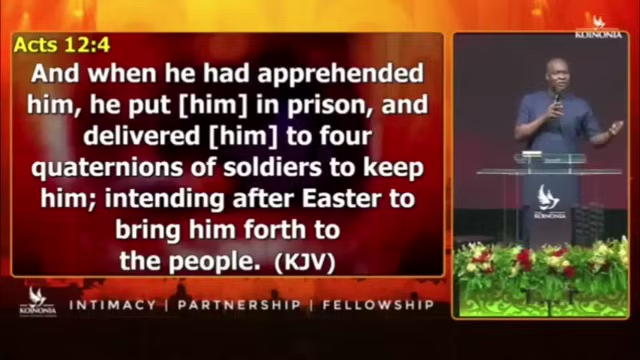 Acts 12:4
And when he had apprehended
him, he put [him] in prison, and
delivered [him] to four
quaternions of soldiers to keep
him; intending after Easter to
bring him forth to
the people. (KJV)
KOINONIA
KOINONIA
KOINONIA
INTIMACY | PARTNERSHIP | FELLOWSHIP